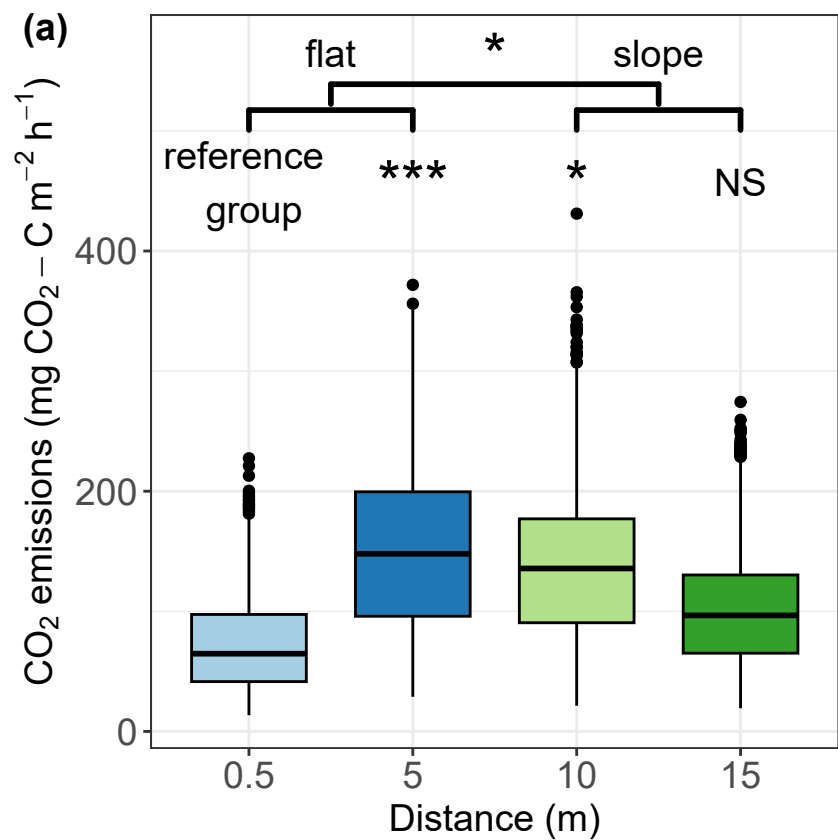 (a)
flat
*
slope
reference
group
***
*
NS
CO₂ emissions (mg CO₂ – C m⁻² h⁻¹)
400
200
0
0.5 5 10 15
Distance (m)